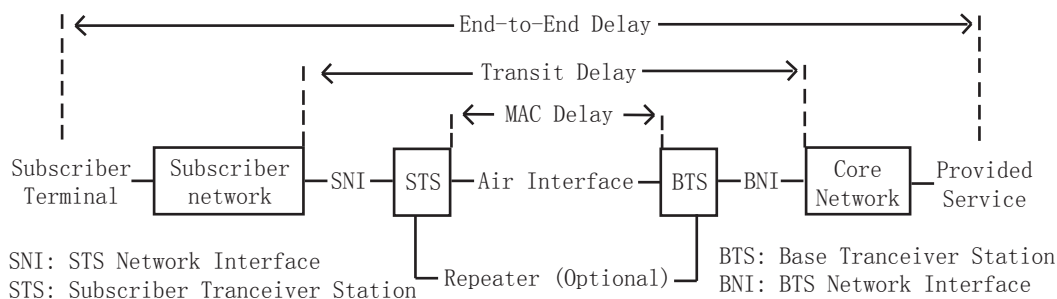 End-to-End Delay
Transit Delay
MAC Delay
Subscriber
Terminal
Subscriber
network
SNI
STS
Air Interface
BTS
BNI
Core
Network
Provided
Service
Repeater (Optional)
SNI: STS Network Interface
STS: Subscriber Tranceiver Station
BTS: Base Tranceiver Station
BNI: BTS Network Interface